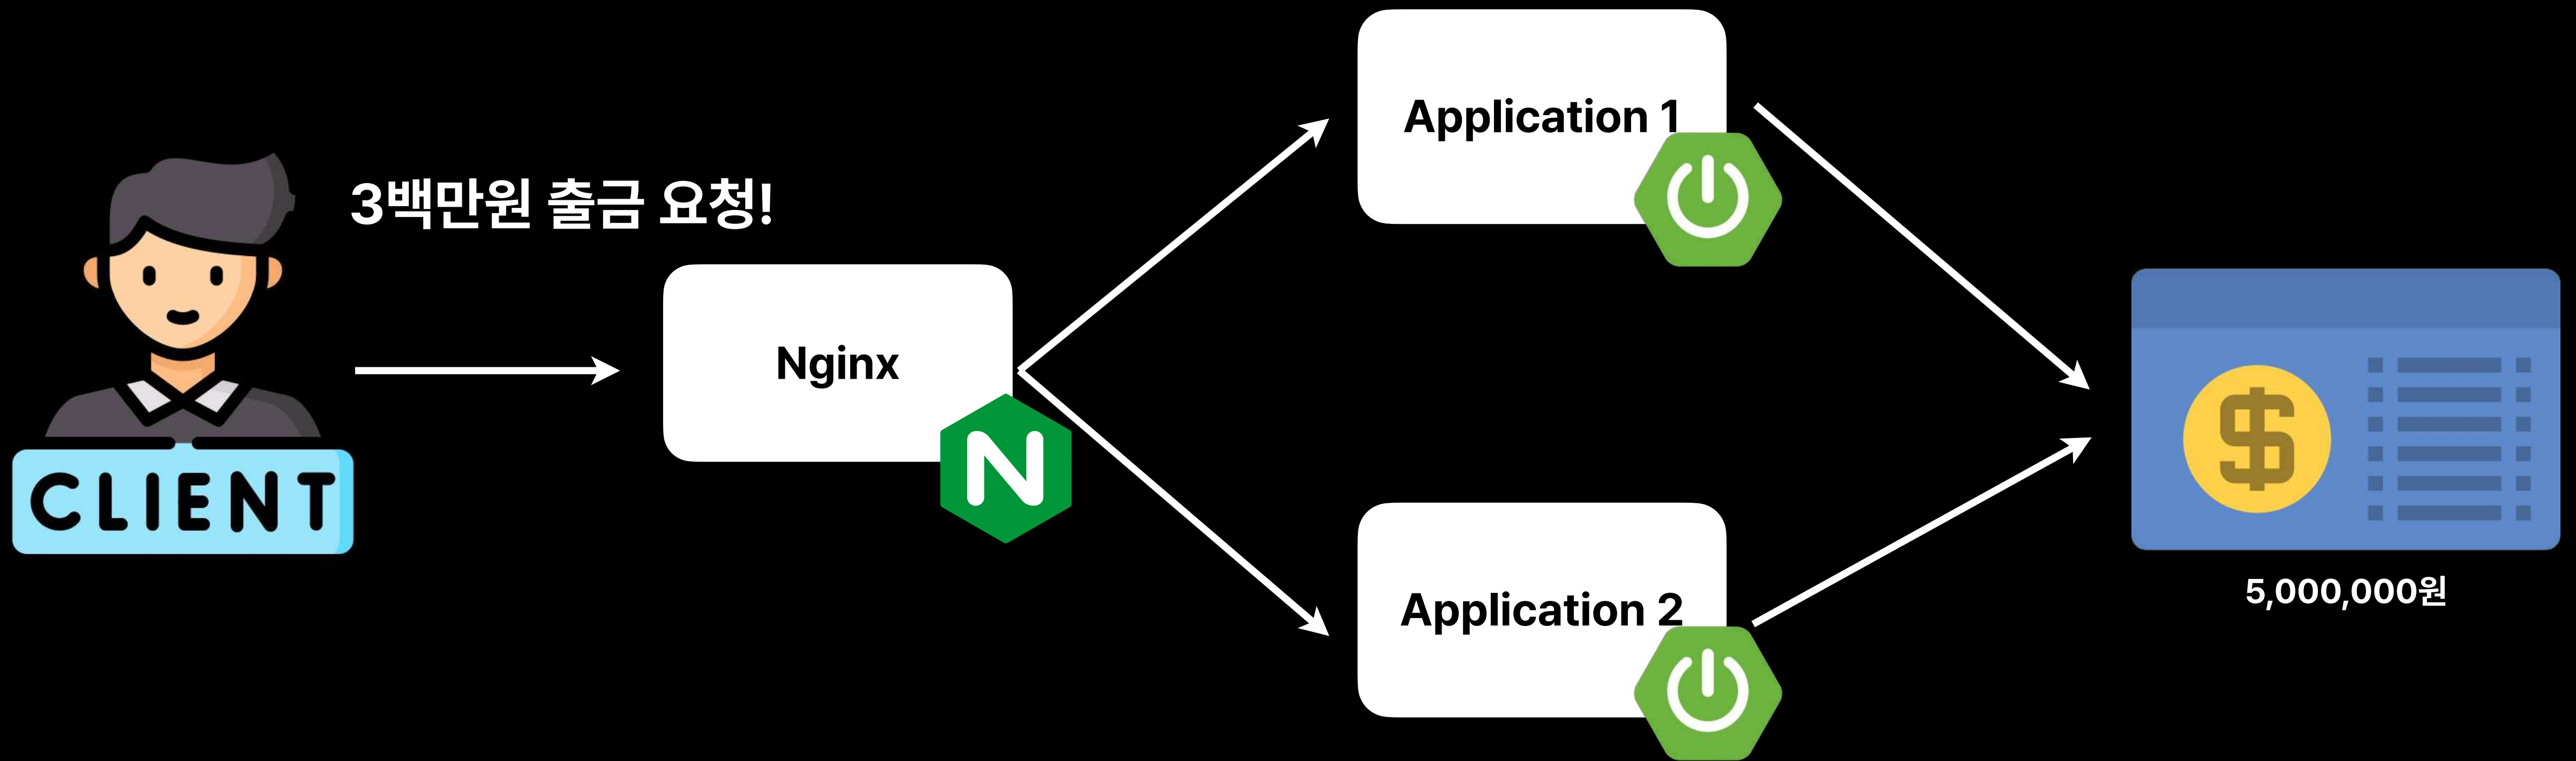 3백만원 출금 요청!
CLIENT
Nginx
N
Application 1
Application 2
$
5,000,000원